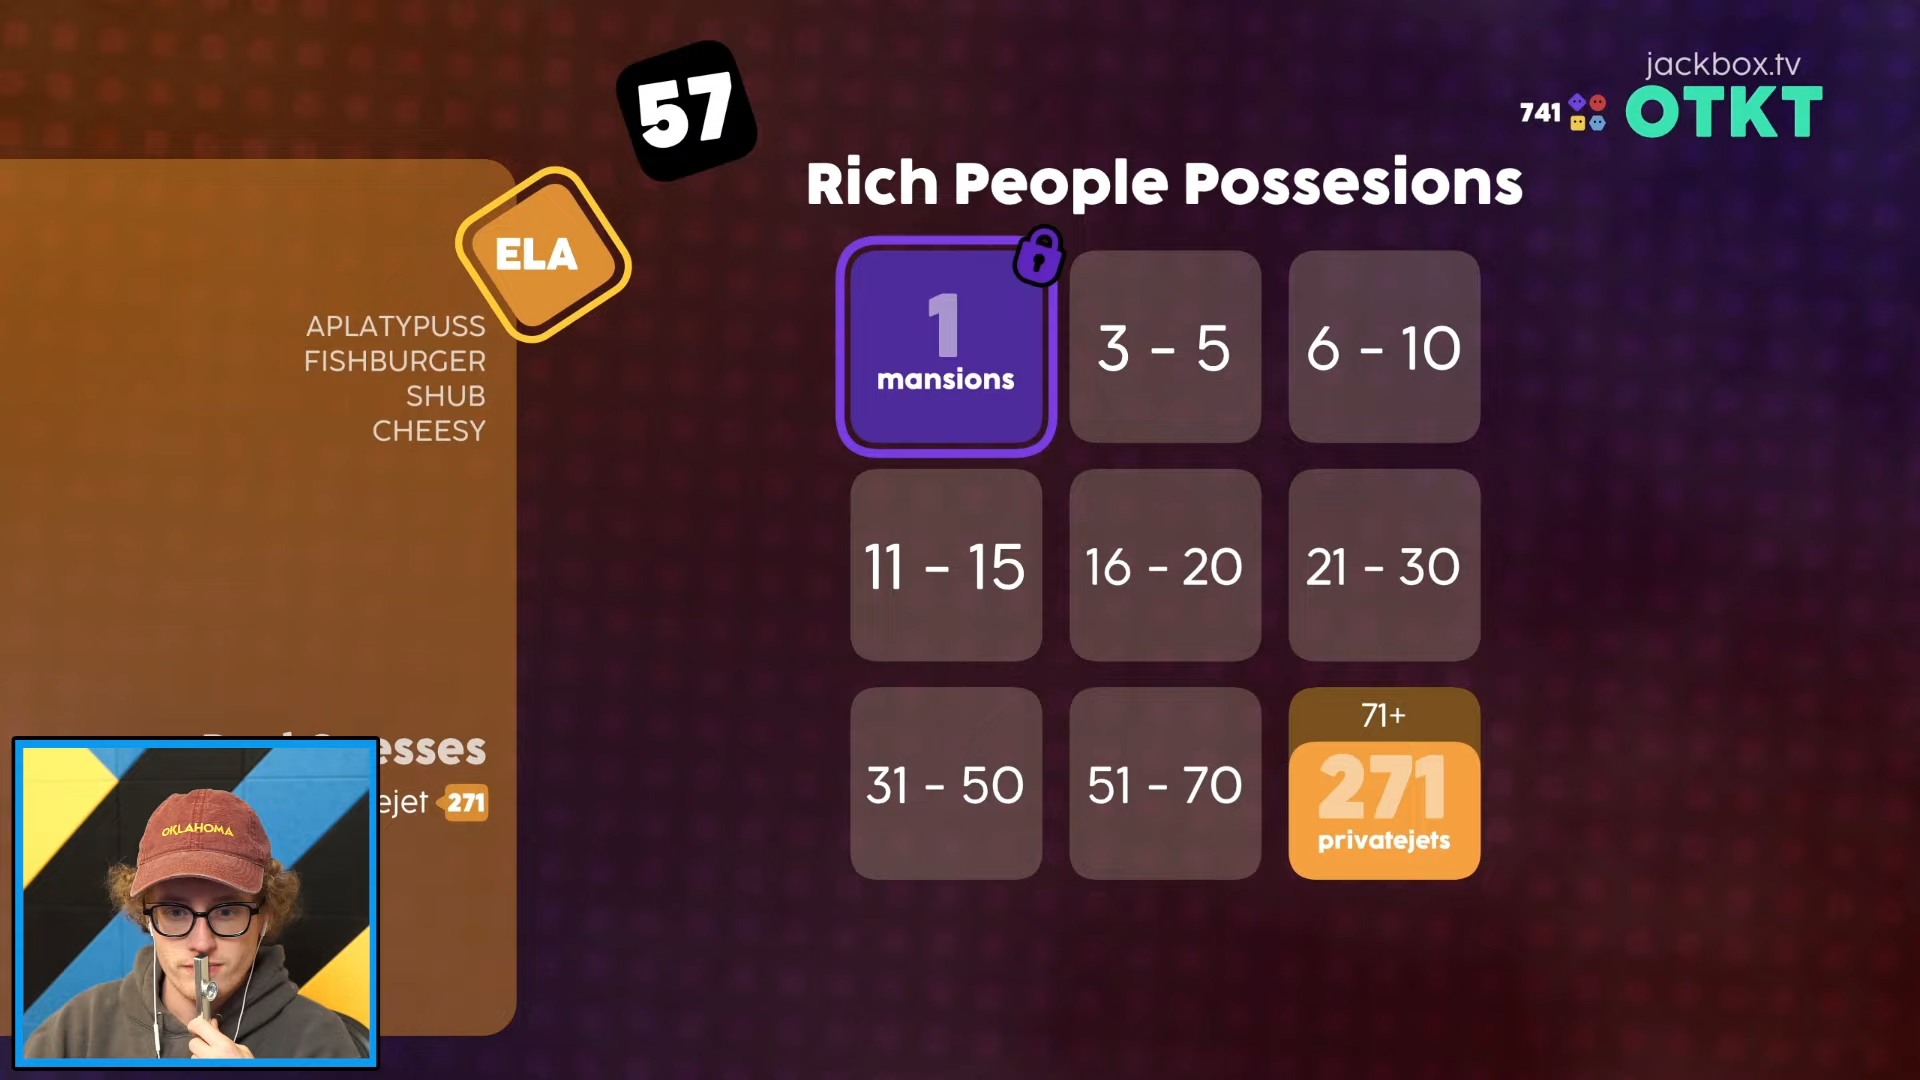 jackbox.tv
741 OTKT
57
Rich People Possesions
ELA
APLATYPUSS
FISHBURGER
SHUB
CHEESY
1
mansions
3 - 5
6 - 10
11 - 15
16 - 20
21 - 30
31 - 50
51 - 70
71+
271
privatejets
esses
ejet 271
OKLAHOMA